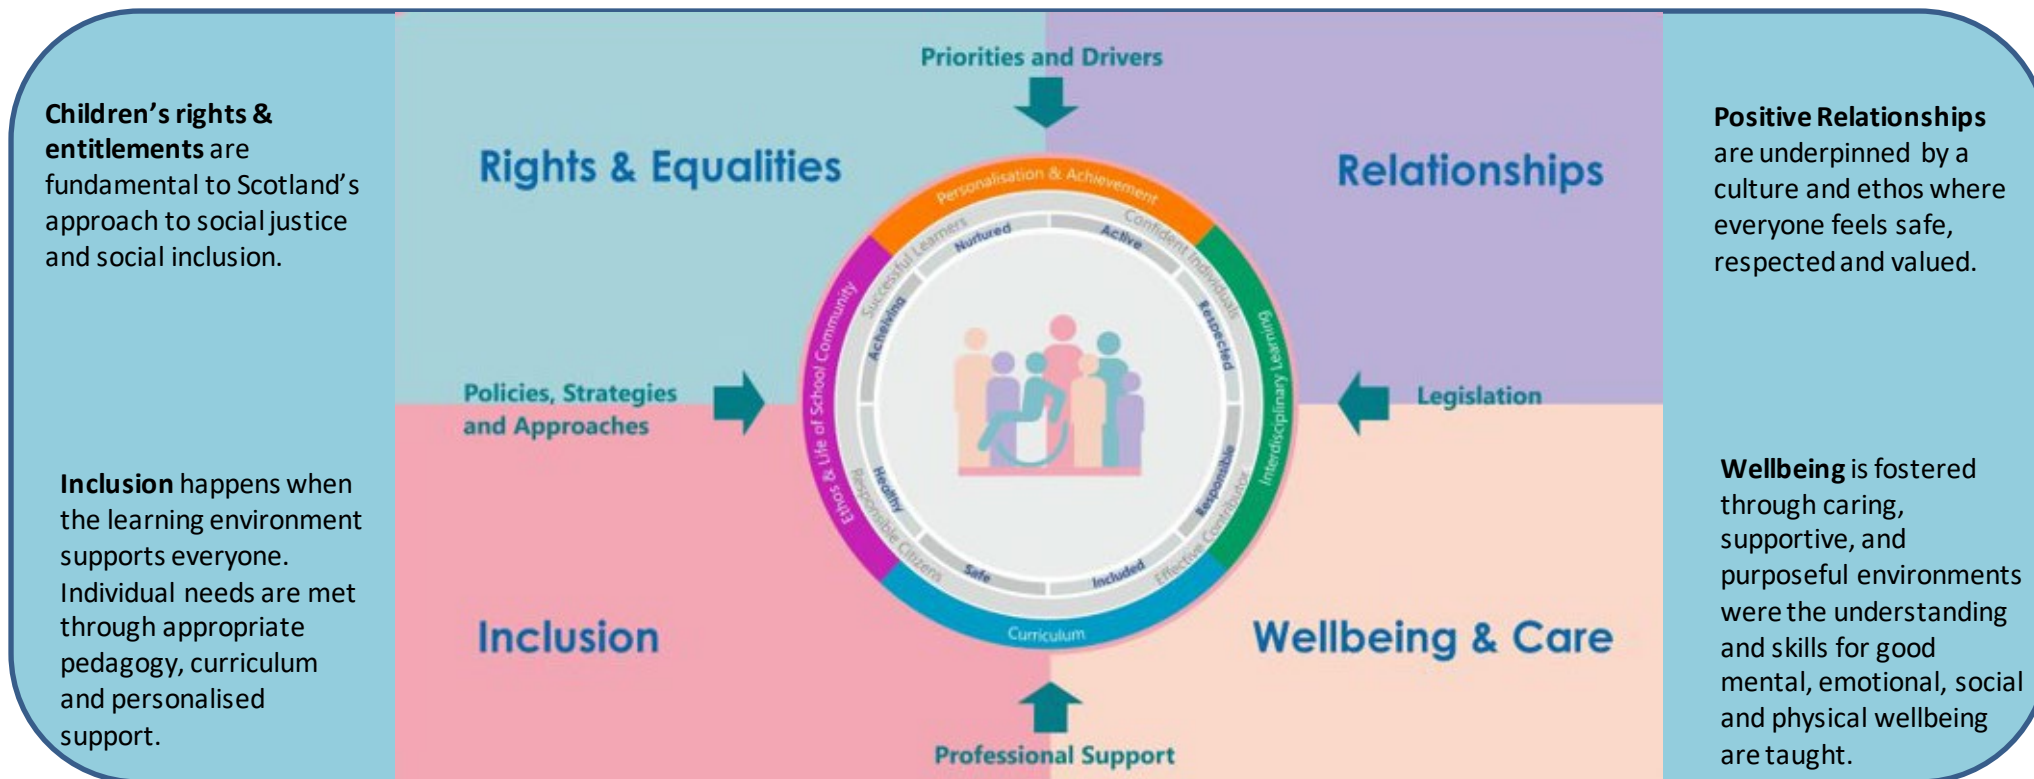 Children’s rights &
entitlements are
fundamental to Scotland’s
approach to social justice
and social inclusion.
Inclusion happens when
the learning environment
supports everyone.
Individual needs are met
through appropriate
pedagogy, curriculum
and personalised
support.
Priorities and Drivers
Rights & Equalities
Relationships
Policies, Strategies
and Approaches
Legislation
Inclusion
Wellbeing & Care
Professional Support
Personalisation & Achievement
Interdisciplinary Learning
Curriculum
Ethos & Life of School Community
Successful Learners
Confident Individuals
Effective Contributor
Responsible Citizens
Nurtured
Active
Respected
Responsible
Included
Safe
Healthy
Acheiving
Positive Relationships
are underpinned by a
culture and ethos where
everyone feels safe,
respected and valued.
Wellbeing is fostered
through caring,
supportive, and
purposeful environments
were the understanding
and skills for good
mental, emotional, social
and physical wellbeing
are taught.